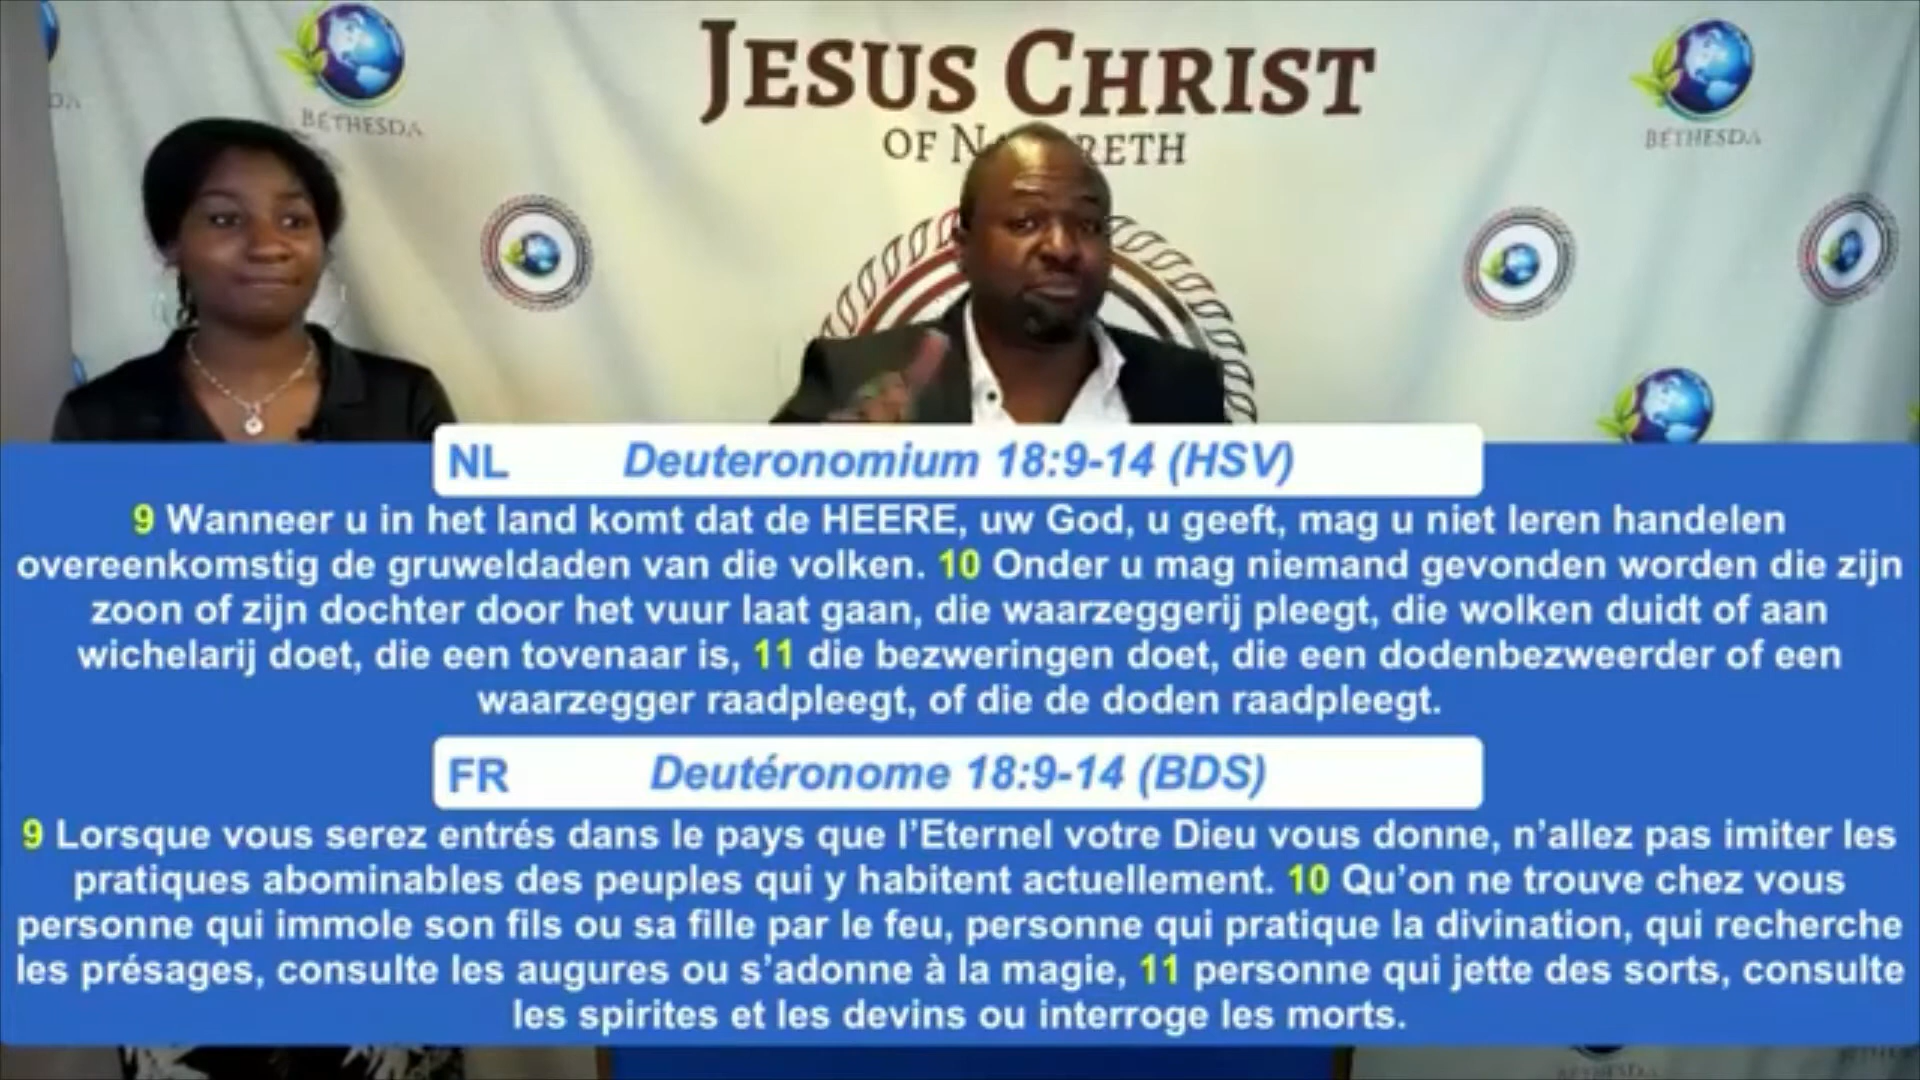 JESUS CHRIST
BÉTHESDA
BÉTHESDA
NL Deuteronomium 18:9-14 (HSV)
9 Wanneer u in het land komt dat de HEERE, uw God, u geeft, mag u niet leren handelen
overeenkomstig de gruweldaden van die volken. 10 Onder u mag niemand gevonden worden die zijn
zoon of zijn dochter door het vuur laat gaan, die waarzeggerij pleegt, die wolken duidt of aan
wichelarij doet, die een tovenaar is, 11 die bezweringen doet, die een dodenbezweerder of een
waarzegger raadpleegt, of die de doden raadpleegt.
FR Deutéronome 18:9-14 (BDS)
9 Lorsque vous serez entrés dans le pays que l’Eternel votre Dieu vous donne, n’allez pas imiter les
pratiques abominables des peuples qui y habitent actuellement. 10 Qu’on ne trouve chez vous
personne qui immole son fils ou sa fille par le feu, personne qui pratique la divination, qui recherche
les présages, consulte les augures ou s’adonne à la magie, 11 personne qui jette des sorts, consulte
les spirites et les devins ou interroge les morts.